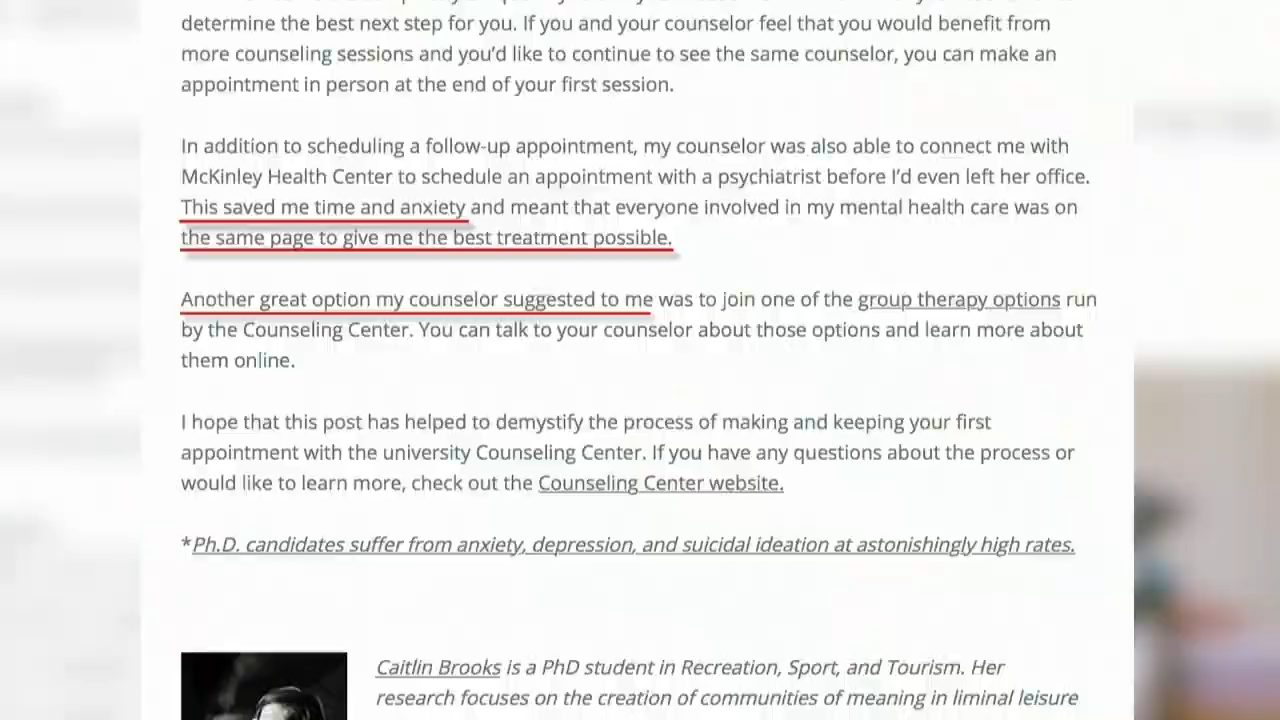 determine the best next step for you. If you and your counselor feel that you would benefit from
more counseling sessions and you’d like to continue to see the same counselor, you can make an
appointment in person at the end of your first session.
In addition to scheduling a follow-up appointment, my counselor was also able to connect me with
McKinley Health Center to schedule an appointment with a psychiatrist before I’d even left her office.
This saved me time and anxiety and meant that everyone involved in my mental health care was on
the same page to give me the best treatment possible.
Another great option my counselor suggested to me was to join one of the group therapy options run
by the Counseling Center. You can talk to your counselor about those options and learn more about
them online.
I hope that this post has helped to demystify the process of making and keeping your first
appointment with the university Counseling Center. If you have any questions about the process or
would like to learn more, check out the Counseling Center website.
*Ph.D. candidates suffer from anxiety, depression, and suicidal ideation at astonishingly high rates.
Caitlin Brooks is a PhD student in Recreation, Sport, and Tourism. Her
research focuses on the creation of communities of meaning in liminal leisure